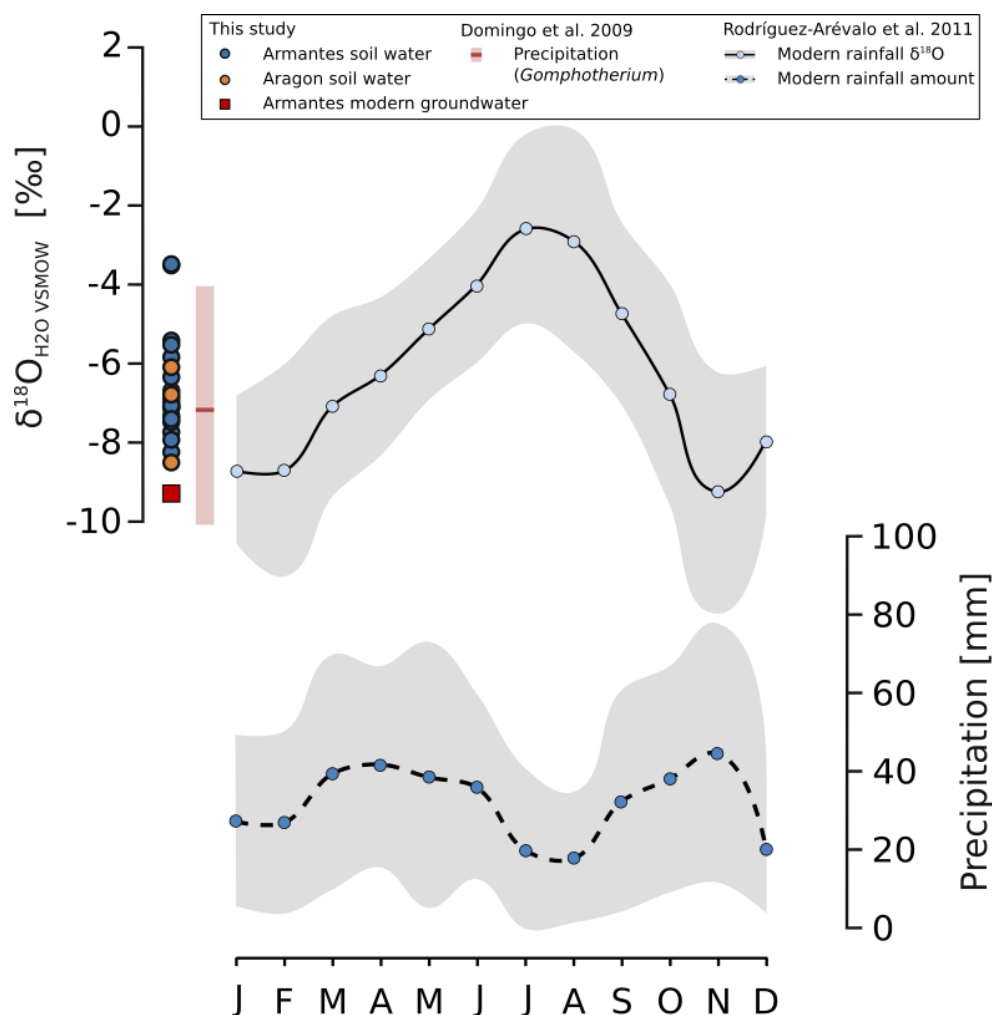 This study
Armantes soil water
Aragon soil water
Armantes modern groundwater
Domingo et al. 2009
Precipitation
(Gomphotherium)
Rodríguez-Arévalo et al. 2011
Modern rainfall δ¹⁸O
Modern rainfall amount
δ¹⁸O H2O VSMOW [‰]
2
0
-2
-4
-6
-8
-10
100
80
60
40
20
0
Precipitation [mm]
J F M A M J J A S O N D